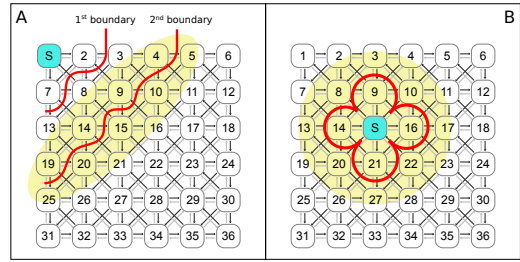 A 1st boundary 2nd boundary
S 2 3 4 5 6
7 8 9 10 11 12
13 14 15 16 17 18
19 20 21 22 23 24
25 26 27 28 29 30
31 32 33 34 35 36
B
1 2 3 4 5 6
7 8 9 10 11 12
13 14 S 16 17 18
19 20 21 22 23 24
25 26 27 28 29 30
31 32 33 34 35 36